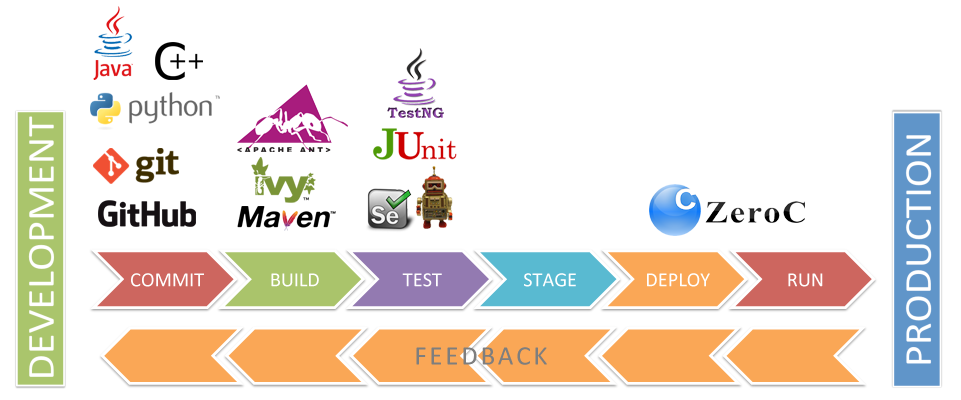 DEVELOPMENT
Java
C++
python™
git
GitHub
<APACHE ANT>
ivy™
Maven™
TestNG
JUnit
Se
C
ZeroC
COMMIT
BUILD
TEST
STAGE
DEPLOY
RUN
FEEDBACK
PRODUCTION